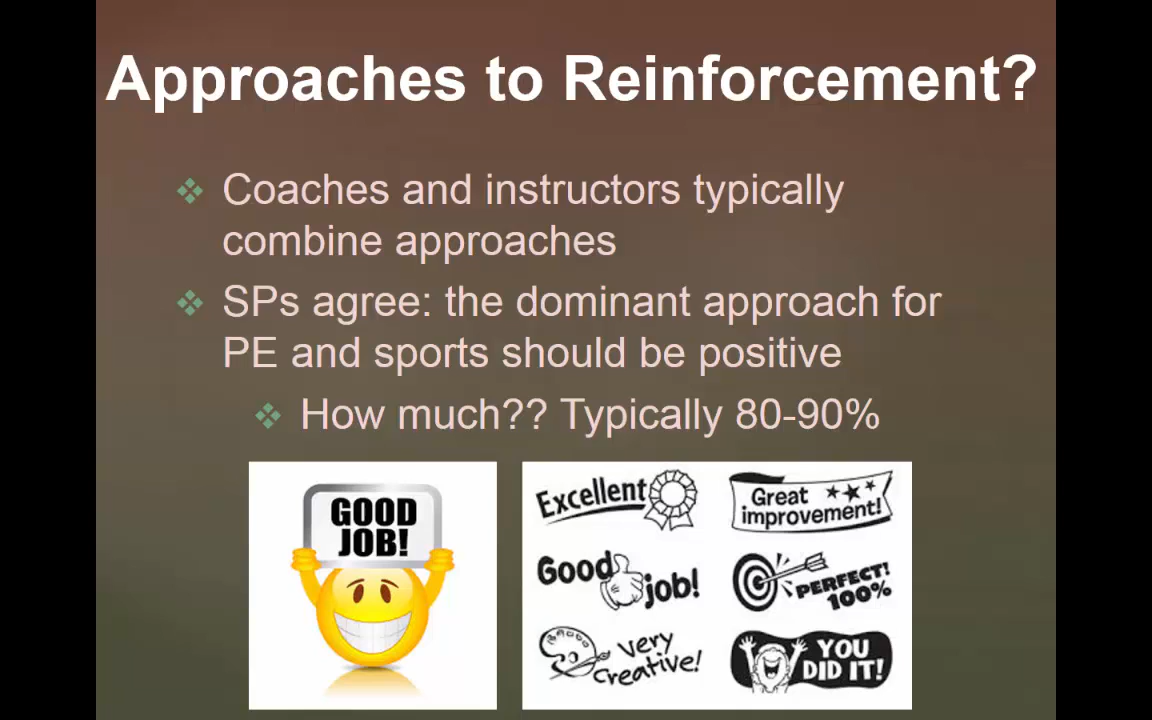 Approaches to Reinforcement?
Coaches and instructors typically
combine approaches
SPs agree: the dominant approach for
PE and sports should be positive
How much?? Typically 80-90%
GOOD
JOB!
Excellent
Great
improvement!
Good job!
PERFECT!
100%
Very
Creative!
YOU
DID IT!